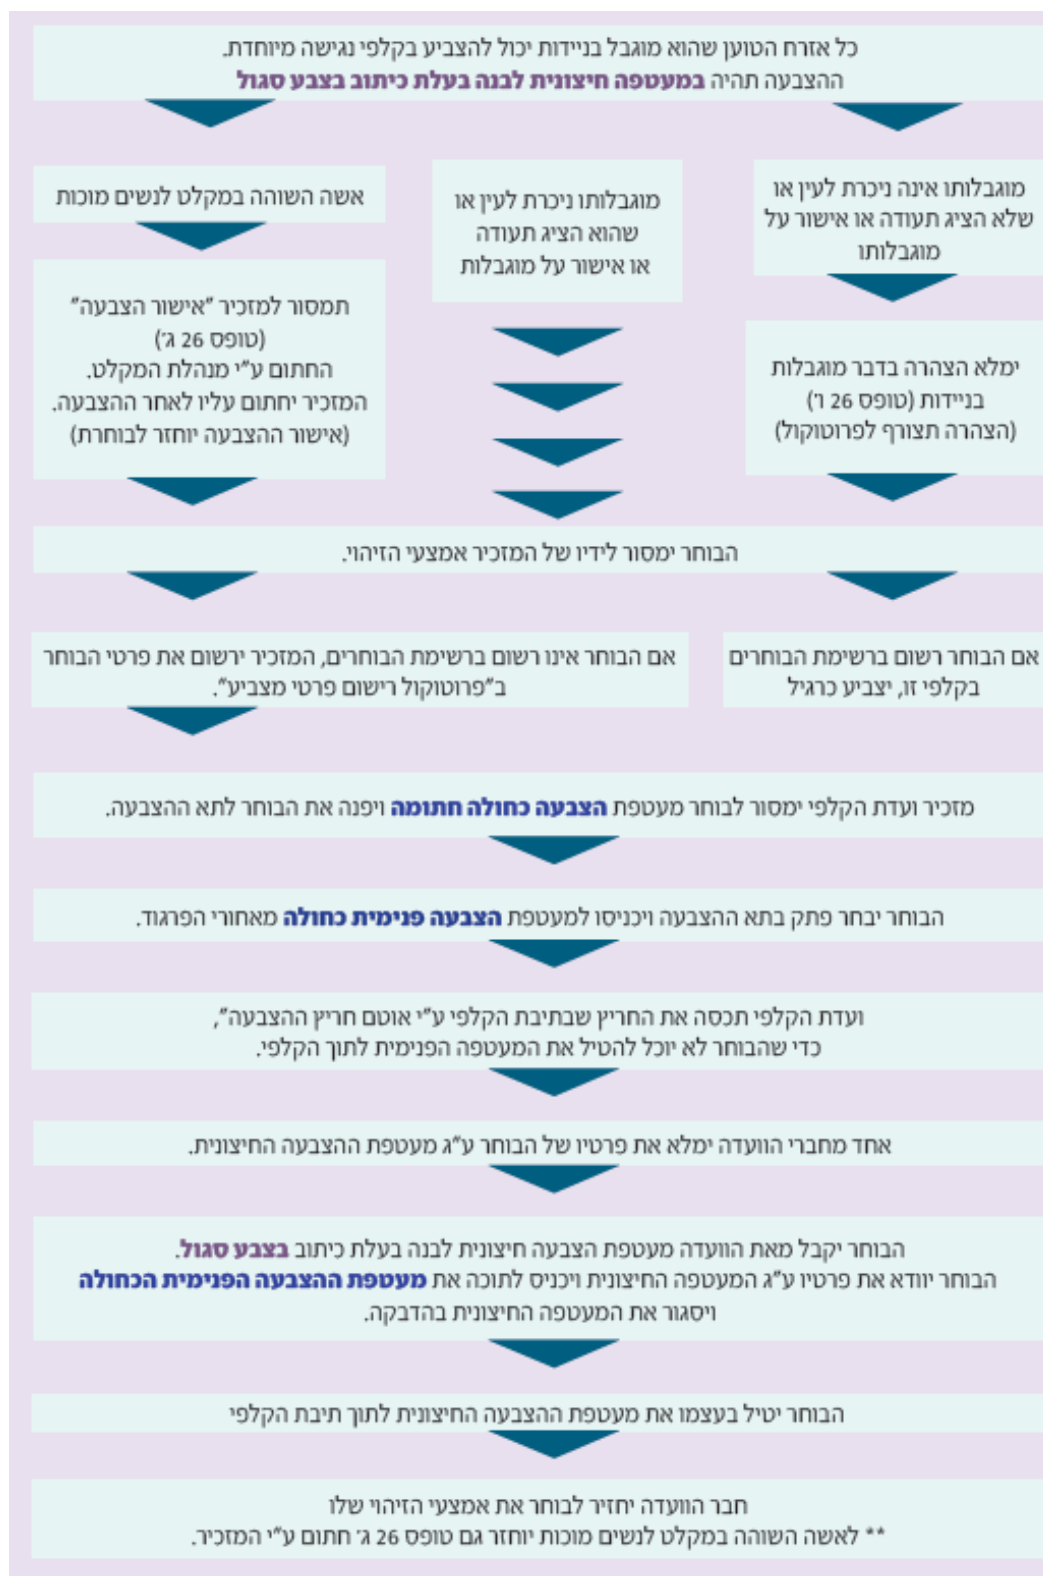 כל אזרח הטוען שהוא מוגבל בניידות יכול להצביע בקלפי נגישה מיוחדת.
ההצבעה תהיה במעטפה חיצונית לבנה בעלת כיתוב בצבע סגול
מוגבלותו אינה ניכרת לעין או
שלא הציג תעודה או אישור על
מוגבלותו
ימלא הצהרה בדבר מוגבלות
בניידות (טופס 26 ו')
(הצהרה תצורף לפרוטוקול)
מוגבלותו ניכרת לעין או
שהוא הציג תעודה
או אישור על מוגבלות
אשה השוהה במקלט לנשים מוכות
תמסור למזכיר "אישור הצבעה"
(טופס 26 ג')
החתום ע"י מנהלת המקלט.
המזכיר יחתום עליו לאחר ההצבעה.
(אישור ההצבעה יוחזר לבוחרת)
הבוחר ימסור לידיו של המזכיר אמצעי הזיהוי.
אם הבוחר רשום ברשימת הבוחרים
בקלפי זו, יצביע כרגיל
אם הבוחר אינו רשום ברשימת הבוחרים, המזכיר ירשום את פרטי הבוחר
ב"פרוטוקול רישום פרטי מצביע".
מזכיר ועדת הקלפי ימסור לבוחר מעטפת הצבעה כחולה חתומה ויפנה את הבוחר לתא ההצבעה.
הבוחר יבחר פתק בתא ההצבעה ויכניסו למעטפת הצבעה פנימית כחולה מאחורי הפרגוד.
ועדת הקלפי תכסה את החריץ שבתיבת הקלפי ע"י אוטם חריץ ההצבעה",
כדי שהבוחר לא יוכל להטיל את המעטפה הפנימית לתוך הקלפי.
אחד מחברי הוועדה ימלא את פרטיו של הבוחר ע"ג מעטפת ההצבעה החיצונית.
הבוחר יקבל מאת הוועדה מעטפת הצבעה חיצונית לבנה בעלת כיתוב בצבע סגול.
הבוחר יוודא את פרטיו ע"ג המעטפה החיצונית ויכניס לתוכה את מעטפת ההצבעה הפנימית הכחולה
ויסגור את המעטפה החיצונית בהדבקה.
הבוחר יטיל בעצמו את מעטפת ההצבעה החיצונית לתוך תיבת הקלפי
חבר הוועדה יחזיר לבוחר את אמצעי הזיהוי שלו
** לאשה השוהה במקלט לנשים מוכות יוחזר גם טופס 26 ג' חתום ע"י המזכיר.